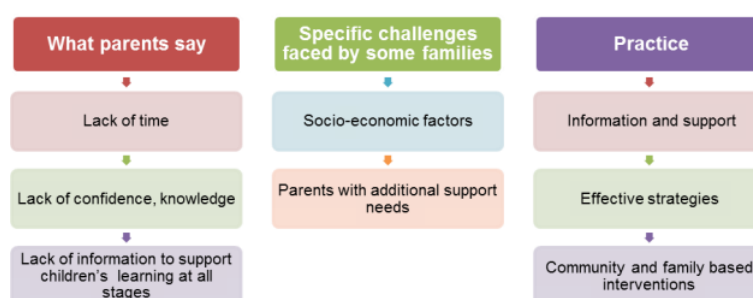 What parents say
Lack of time
Lack of confidence, knowledge
Lack of information to support
children's learning at all
stages
Specific challenges
faced by some families
Socio-economic factors
Parents with additional support
needs
Practice
Information and support
Effective strategies
Community and family based
interventions